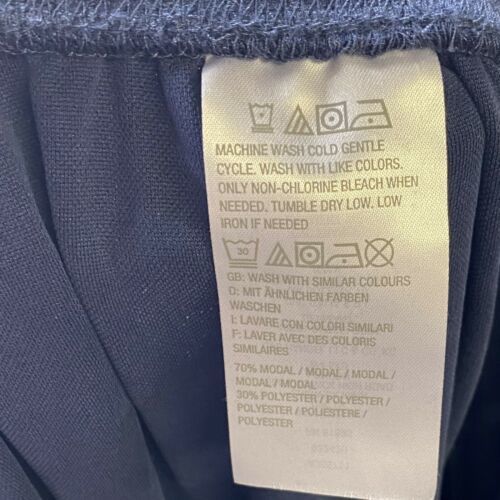 MACHINE WASH COLD GENTLE
CYCLE. WASH WITH LIKE COLORS.
ONLY NON-CHLORINE BLEACH WHEN
NEEDED. TUMBLE DRY LOW. LOW
IRON IF NEEDED
30
GB: WASH WITH SIMILAR COLOURS
D: MIT ÄHNLICHEN FARBEN
WASCHEN
I: LAVARE CON COLORI SIMILARI
F: LAVER AVEC DES COLORIS
SIMILAIRES
70% MODAL / MODAL / MODAL /
MODAL / MODAL
30% POLYESTER / POLYESTER /
POLYESTER / POLIESTERE /
POLYESTER